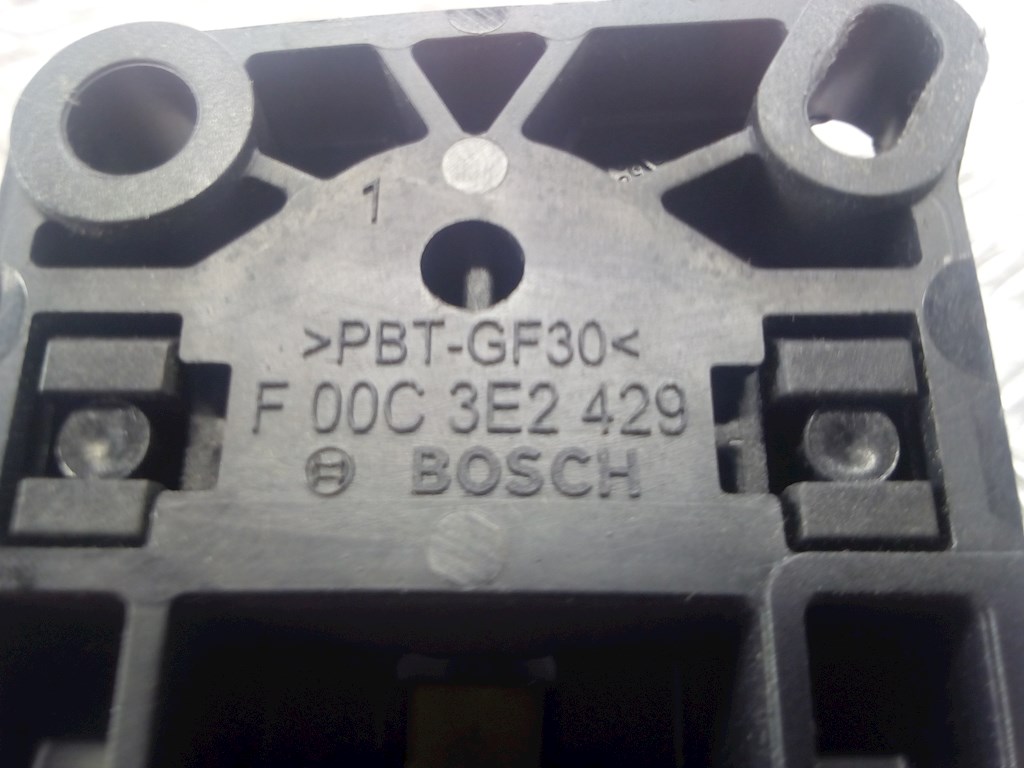 1
>PBT-GF30<
F 00C 3E2 429
BOSCH